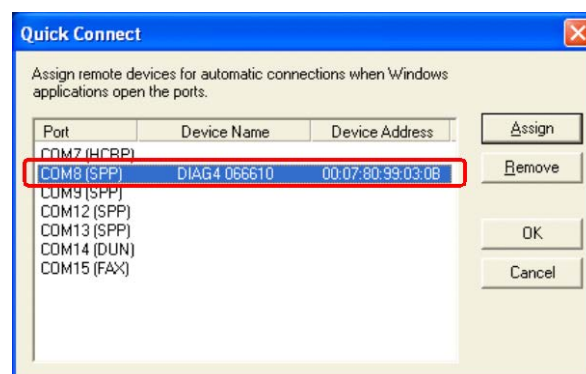 Quick Connect
Assign remote devices for automatic connections when Windows
applications open the ports.
Port Device Name Device Address
COM7 (HCRP)
COM8 (SPP) DIAG4 066610 00:07:80:99:03:0B
COM9 (SPP)
COM12 (SPP)
COM13 (SPP)
COM14 (DUN)
COM15 (FAX)
Assign
Remove
OK
Cancel